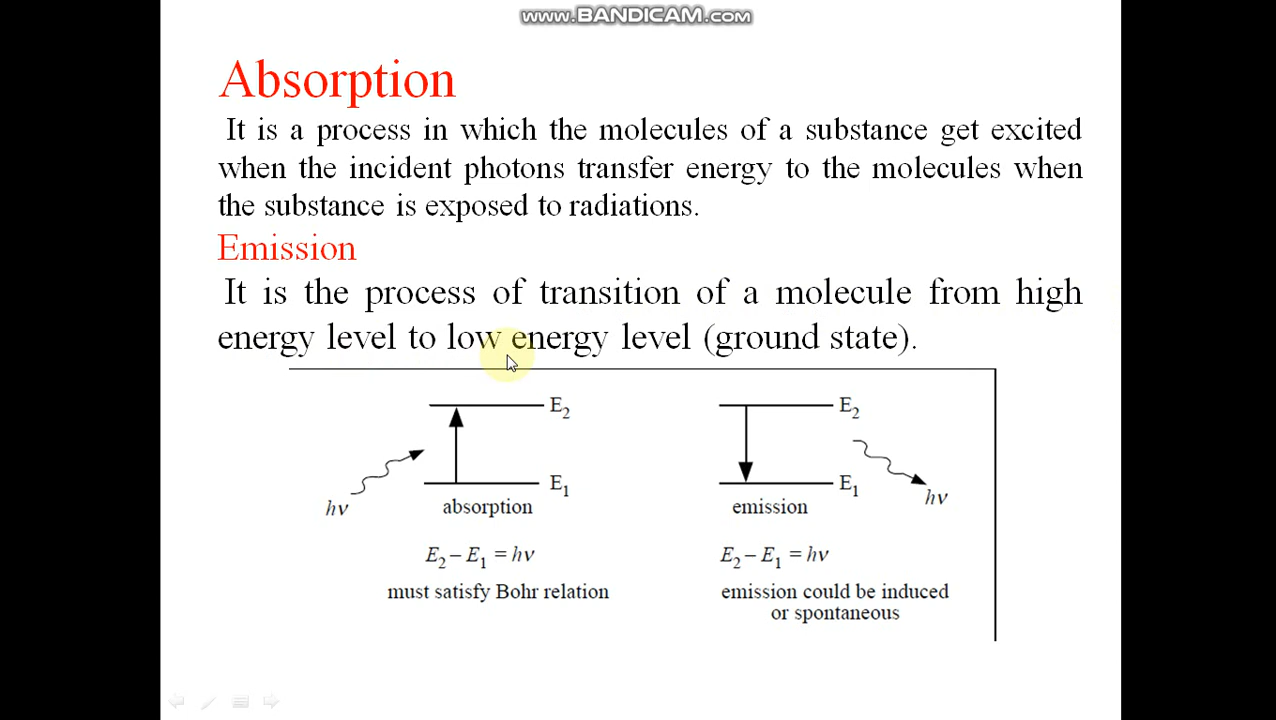 www.BANDICAM.com
Absorption
It is a process in which the molecules of a substance get excited
when the incident photons transfer energy to the molecules when
the substance is exposed to radiations.
Emission
It is the process of transition of a molecule from high
energy level to low energy level (ground state).
E₂ E₂
E₁ E₁
hν absorption emission hν
E₂ – E₁ = hν E₂ – E₁ = hν
must satisfy Bohr relation emission could be induced
or spontaneous